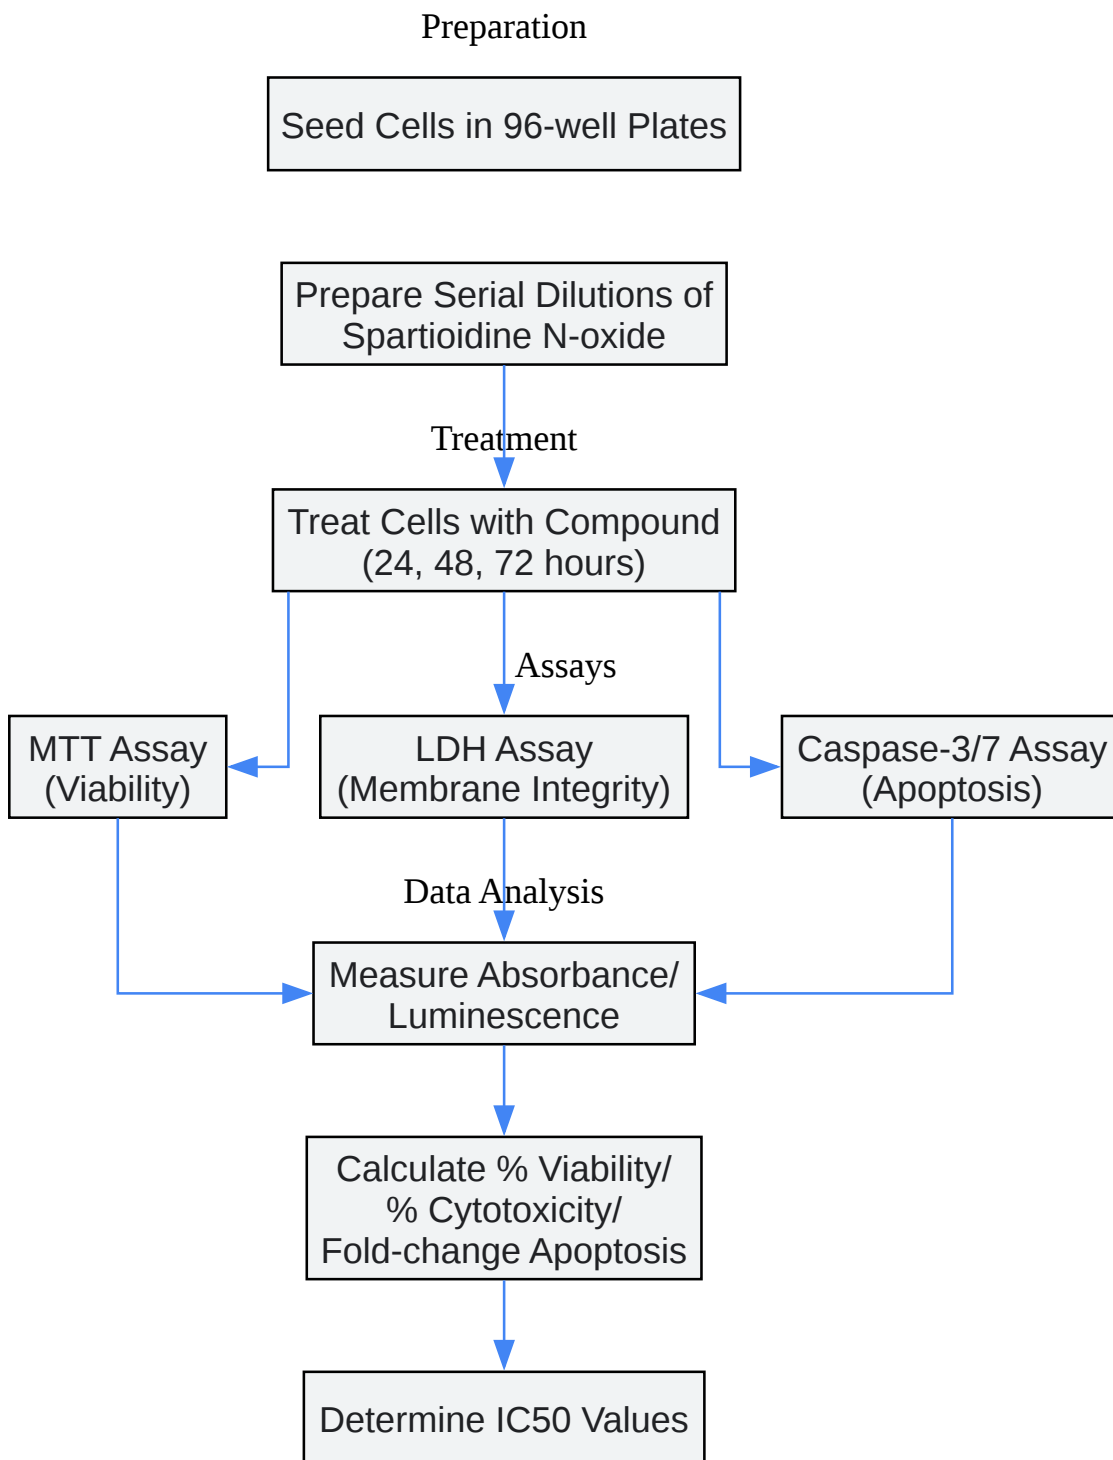 Preparation
Seed Cells in 96-well Plates
Prepare Serial Dilutions of
Spartioidine N-oxide
Treatment
Treat Cells with Compound
(24, 48, 72 hours)
Assays
MTT Assay
(Viability)
LDH Assay
(Membrane Integrity)
Caspase-3/7 Assay
(Apoptosis)
Data Analysis
Measure Absorbance/
Luminescence
Calculate % Viability/
% Cytotoxicity/
Fold-change Apoptosis
Determine IC50 Values